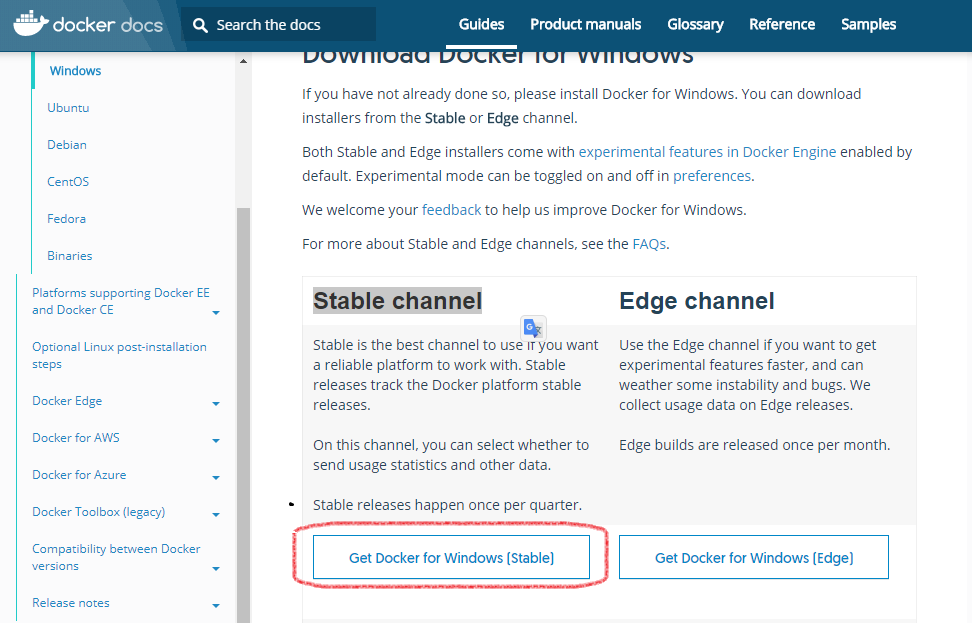 docker docs
Search the docs
Guides
Product manuals
Glossary
Reference
Samples
Windows
Ubuntu
Debian
CentOS
Fedora
Binaries
Platforms supporting Docker EE
and Docker CE
Optional Linux post-installation
steps
Docker Edge
Docker for AWS
Docker for Azure
Docker Toolbox (legacy)
Compatibility between Docker
versions
Release notes
Download Docker for Windows
If you have not already done so, please install Docker for Windows. You can download
installers from the Stable or Edge channel.
Both Stable and Edge installers come with experimental features in Docker Engine enabled by
default. Experimental mode can be toggled on and off in preferences.
We welcome your feedback to help us improve Docker for Windows.
For more about Stable and Edge channels, see the FAQs.
Stable channel
Stable is the best channel to use if you want
a reliable platform to work with. Stable
releases track the Docker platform stable
releases.
On this channel, you can select whether to
send usage statistics and other data.
Stable releases happen once per quarter.
Get Docker for Windows (Stable)
Edge channel
Use the Edge channel if you want to get
experimental features faster, and can
weather some instability and bugs. We
collect usage data on Edge releases.
Edge builds are released once per month.
Get Docker for Windows (Edge)